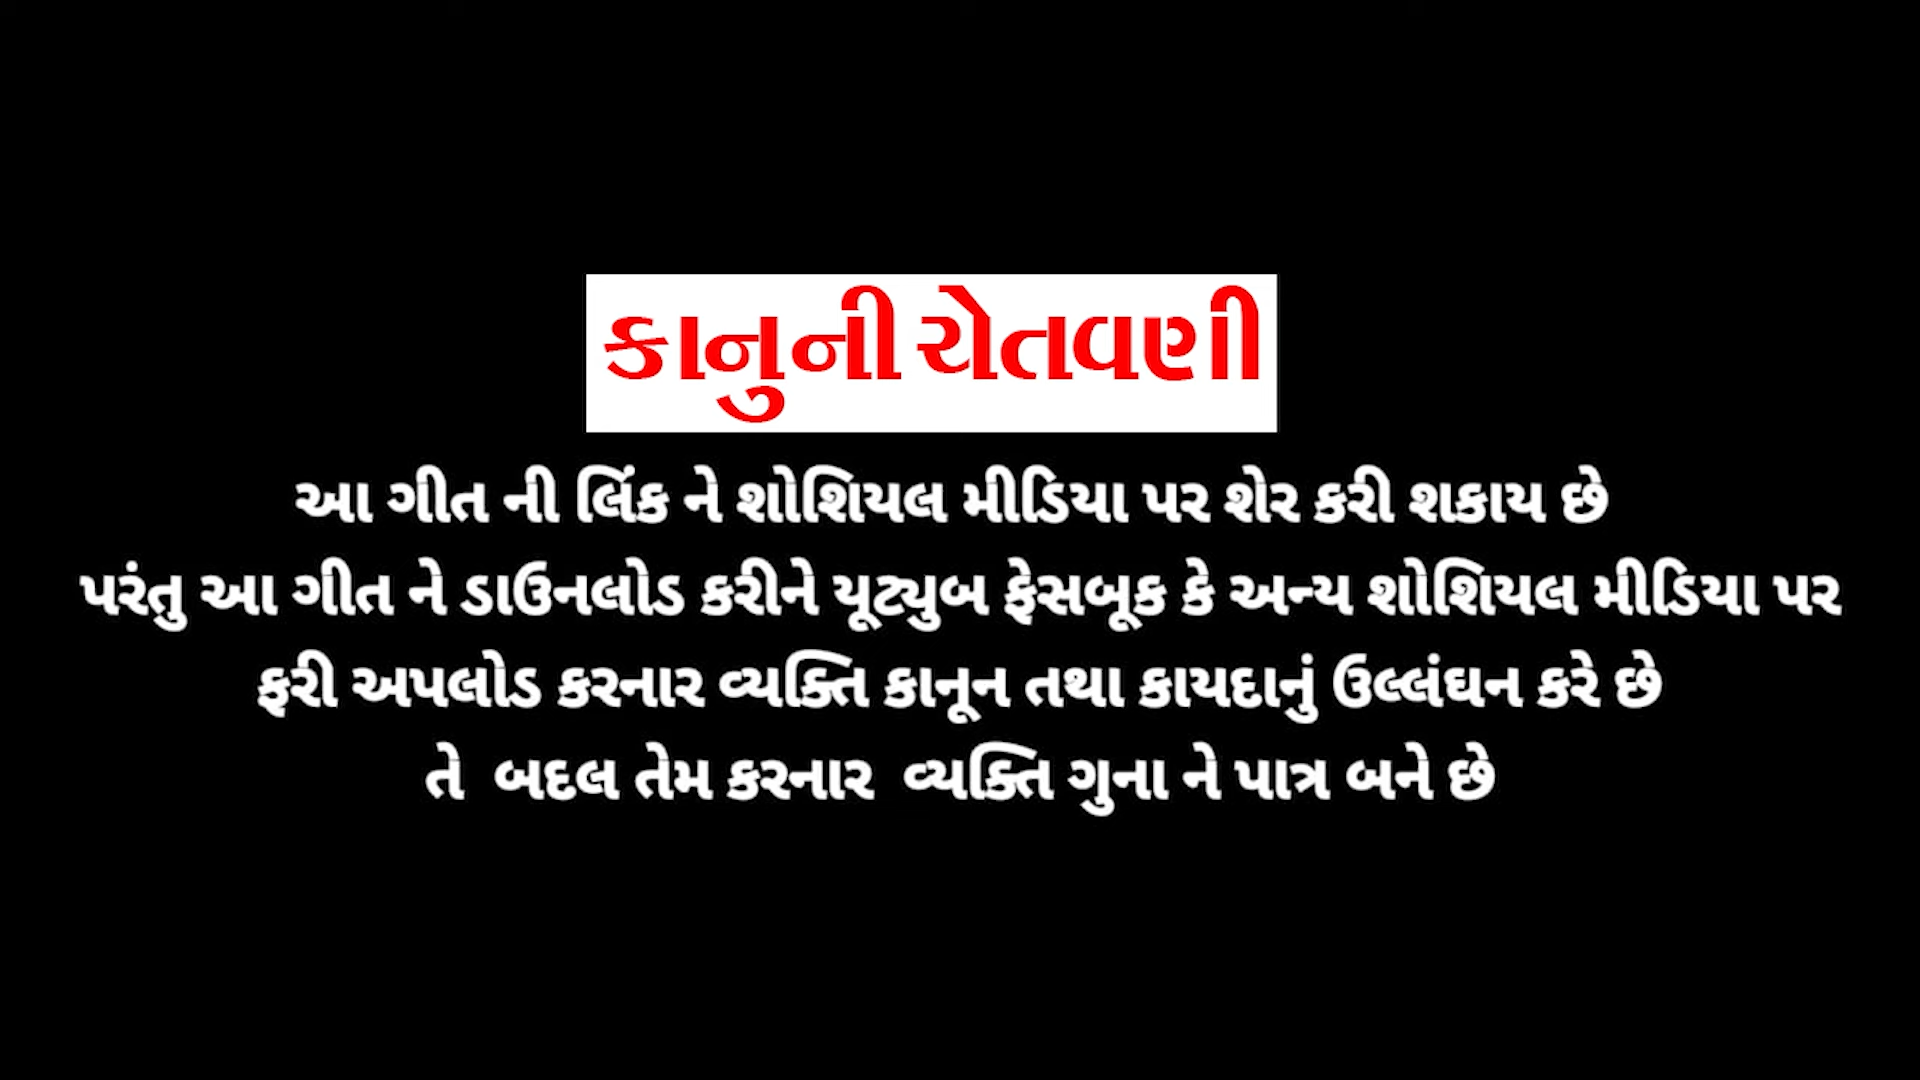 કાનુની ચેતવણી
આ ગીત ની લિંક ને શોશિયલ મીડિયા પર શેર કરી શકાય છે
પરંતુ આ ગીત ને ડાઉનલોડ કરીને યૂટ્યુબ ફેસબૂક કે અન્ય શોશિયલ મીડિયા પર
ફરી અપલોડ કરનાર વ્યક્તિ કાનૂન તથા કાયદાનું ઉલ્લંઘન કરે છે
તે  બદલ તેમ કરનાર  વ્યક્તિ ગુના ને પાત્ર બને છે